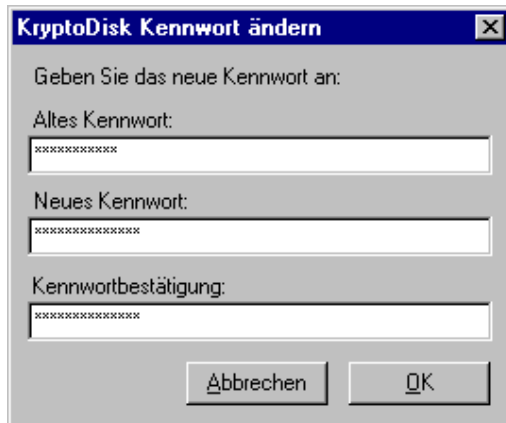 KryptoDisk Kennwort ändern
Geben Sie das neue Kennwort an:
Altes Kennwort:
***********
Neues Kennwort:
**************
Kennwortbestätigung:
**************
Abbrechen OK